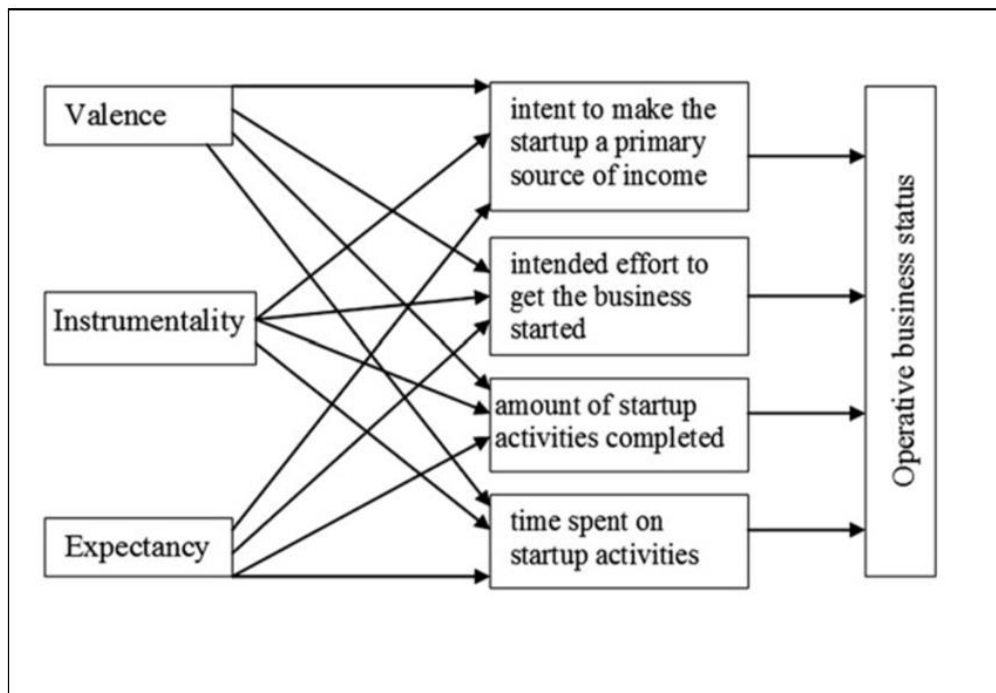 Valence
Instrumentality
Expectancy
intent to make the
startup a primary
source of income
intended effort to
get the business
started
amount of startup
activities completed
time spent on
startup activities
Operative business status